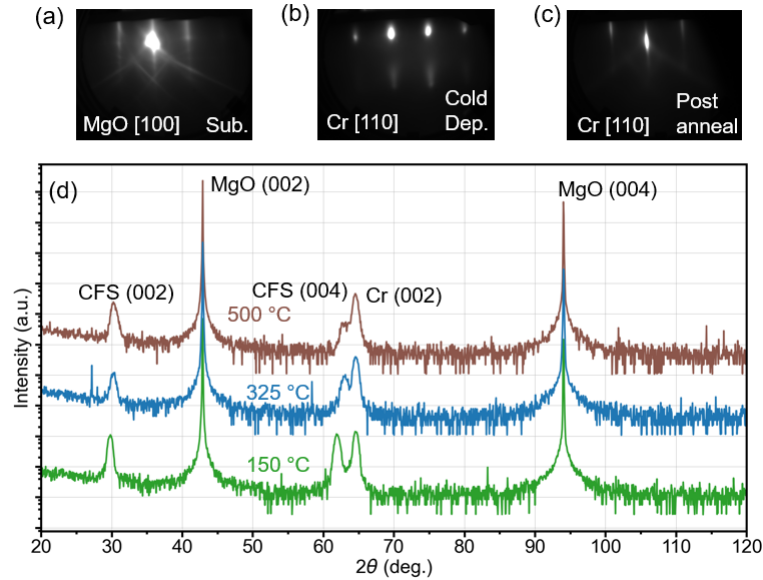 (a)
(b)
(c)
MgO [100] Sub.
Cr [110]
Cold
Dep.
Cr [110]
Post
anneal
(d)
MgO (002)
MgO (004)
CFS (002)
CFS (004)
Cr (002)
500 °C
325 °C
150 °C
Intensity (a.u.)
20 30 40 50 60 70 80 90 100 110 120
2θ (deg.)